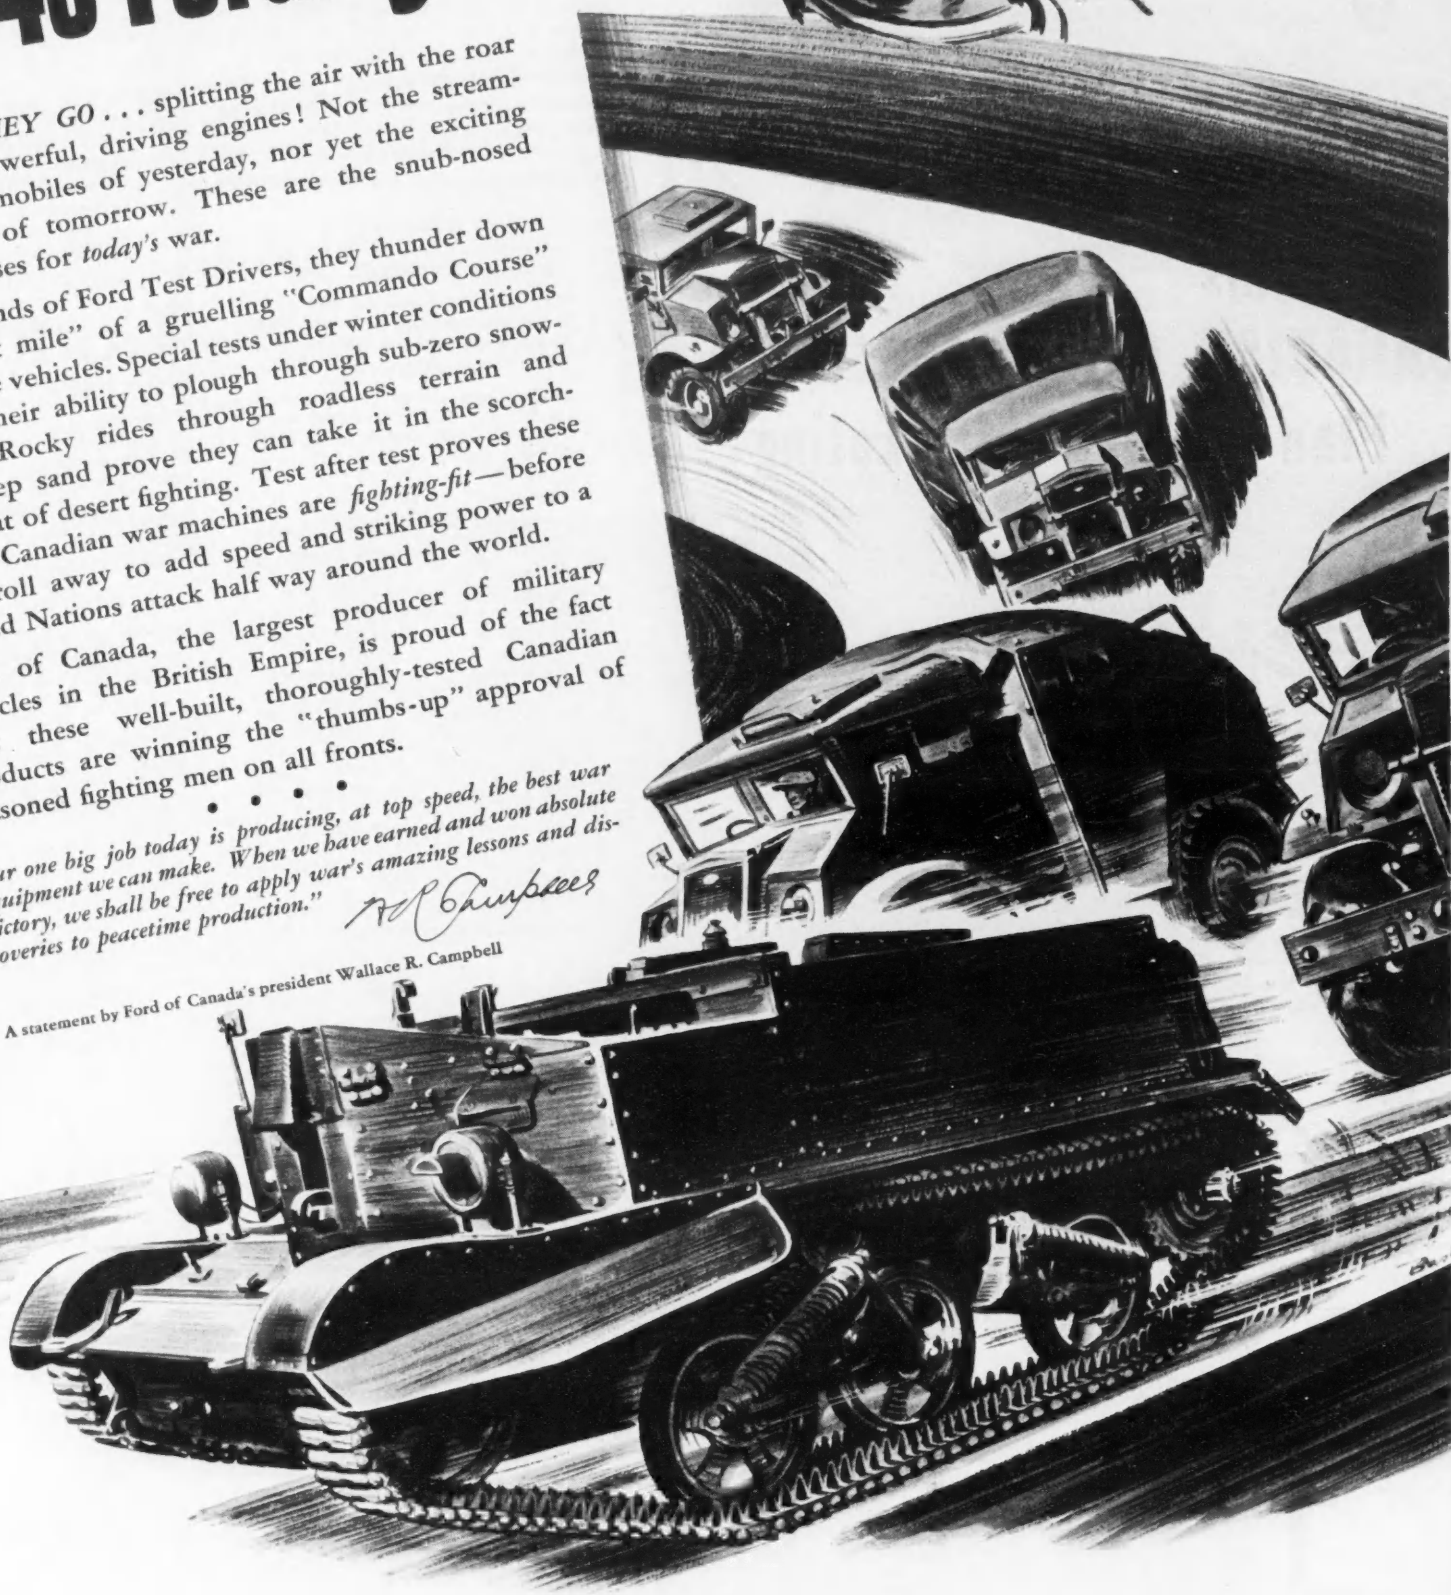 EY GO . . . splitting the air with the roar
werful, driving engines! Not the stream-
mobiles of yesterday, nor yet the exciting
of tomorrow. These are the snub-nosed
ses for today's war.
nds of Ford Test Drivers, they thunder down
mile" of a gruelling "Commando Course"
vehicles. Special tests under winter conditions
heir ability to plough through sub-zero snow-
Rocky rides through roadless terrain and
ep sand prove they can take it in the scorch-
at of desert fighting. Test after test proves these
Canadian war machines are fighting-fit—before
roll away to add speed and striking power to a
d Nations attack half way around the world.
of Canada, the largest producer of military
cles in the British Empire, is proud of the fact
these well-built, thoroughly-tested Canadian
ducts are winning the "thumbs-up" approval of
soned fighting men on all fronts.
ur one big job today is producing, at top speed, the best war
uipment we can make. When we have earned and won absolute
ictory, we shall be free to apply war's amazing lessons and dis-
overies to peacetime production."
W R Campbell
A statement by Ford of Canada's president Wallace R. Campbell